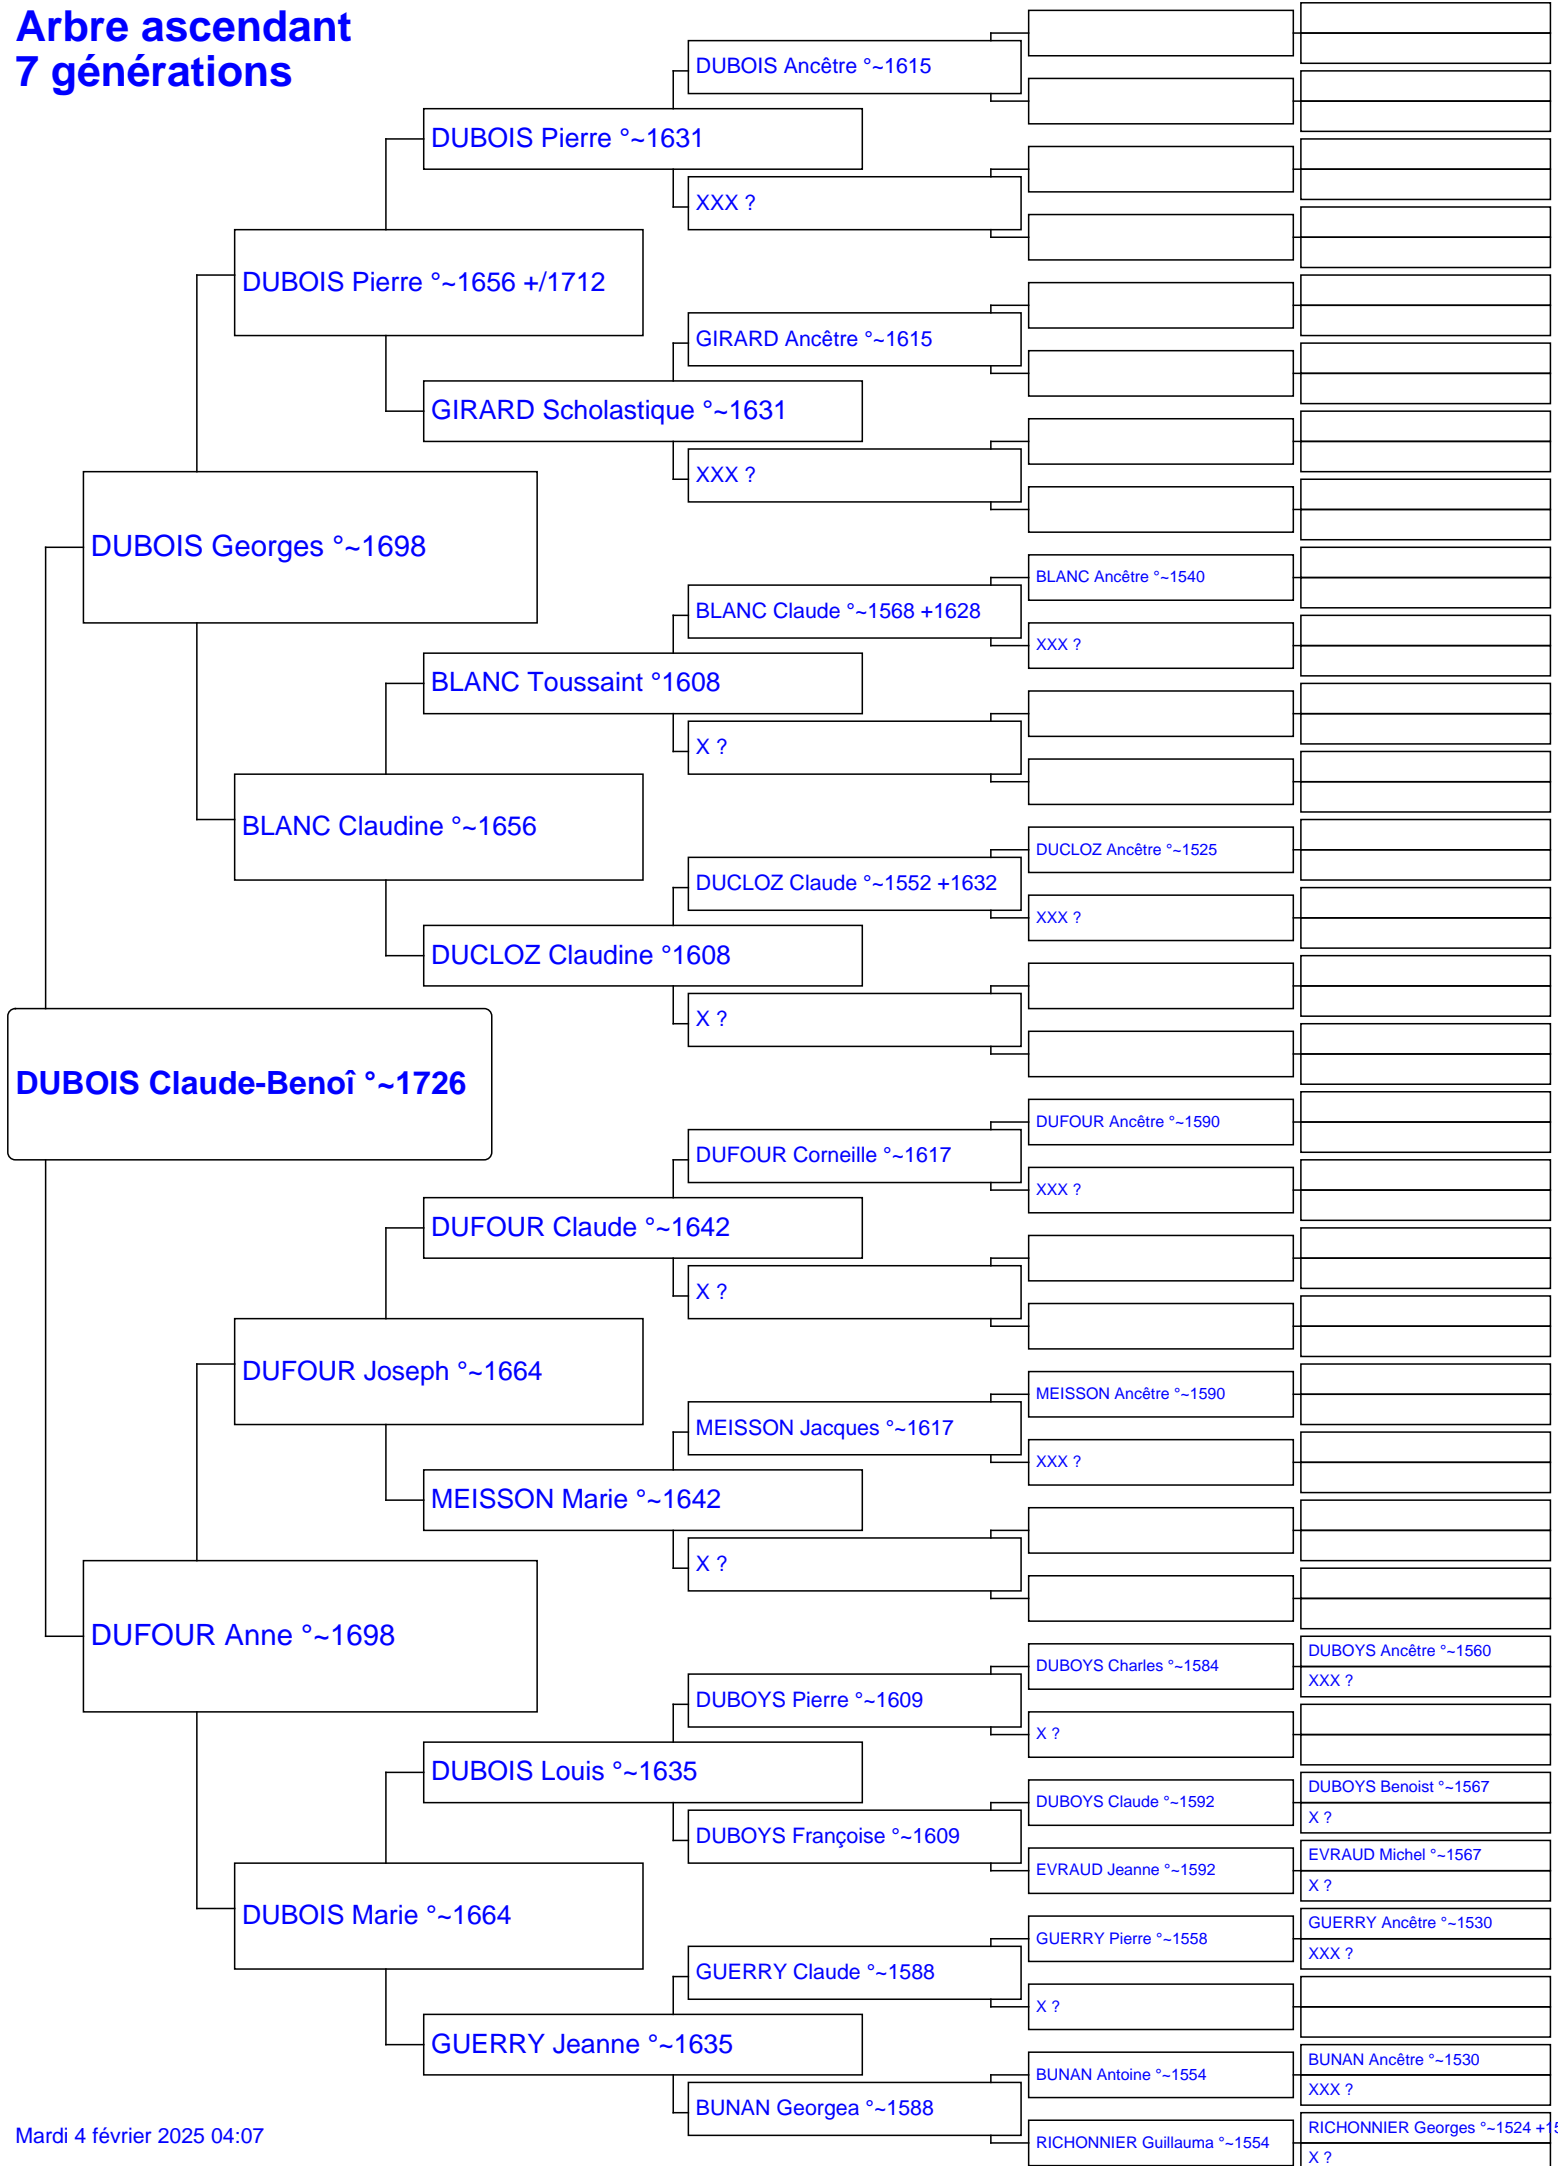 Arbre ascendant
7 générations
DUBOIS Ancêtre °~1615
DUBOIS Pierre °~1631
XXX ?
DUBOIS Pierre °~1656 +/1712
GIRARD Ancêtre °~1615
GIRARD Scholastique °~1631
XXX ?
DUBOIS Georges °~1698
BLANC Ancêtre °~1540
BLANC Claude °~1568 +1628
XXX ?
BLANC Toussaint °1608
X ?
BLANC Claudine °~1656
DUCLOZ Ancêtre °~1525
DUCLOZ Claude °~1552 +1632
XXX ?
DUCLOZ Claudine °1608
X ?
DUBOIS Claude-Benoî °~1726
DUFOUR Ancêtre °~1590
DUFOUR Corneille °~1617
XXX ?
DUFOUR Claude °~1642
X ?
DUFOUR Joseph °~1664
MEISSON Ancêtre °~1590
MEISSON Jacques °~1617
XXX ?
MEISSON Marie °~1642
X ?
DUFOUR Anne °~1698
DUBOYS Ancêtre °~1560
DUBOYS Charles °~1584
XXX ?
DUBOYS Pierre °~1609
X ?
DUBOIS Louis °~1635
DUBOYS Benoist °~1567
DUBOYS Claude °~1592
X ?
DUBOYS Françoise °~1609
EVRAUD Michel °~1567
EVRAUD Jeanne °~1592
X ?
DUBOIS Marie °~1664
GUERRY Ancêtre °~1530
GUERRY Pierre °~1558
XXX ?
GUERRY Claude °~1588
X ?
GUERRY Jeanne °~1635
BUNAN Ancêtre °~1530
BUNAN Antoine °~1554
XXX ?
BUNAN Georgea °~1588
RICHONNIER Georges °~1524
RICHONNIER Guillauma °~1554
X ?
Mardi 4 février 2025 04:07